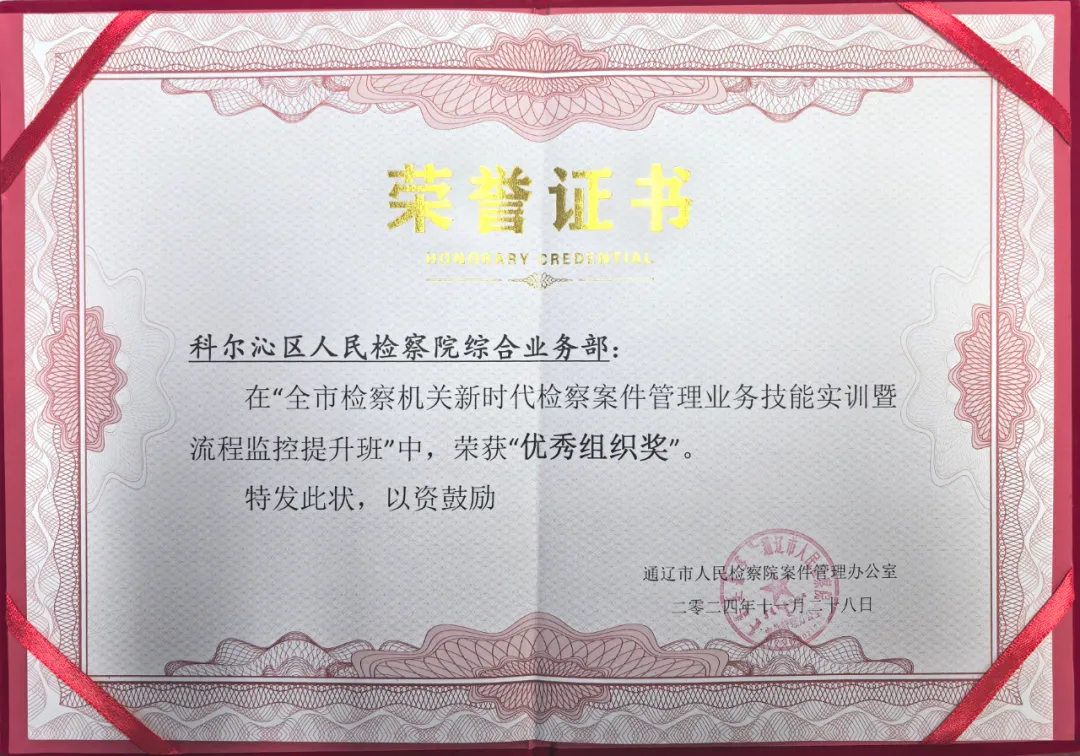 荣誉证书
HONORARY CREDENTIAL
科尔沁区人民检察院综合业务部：
在“全市检察机关新时代检察案件管理业务技能实训暨
流程监控提升班”中，荣获“优秀组织奖”。
特发此状，以资鼓励
通辽市人民检察院案件管理办公室
二零二四年十一月二十八日